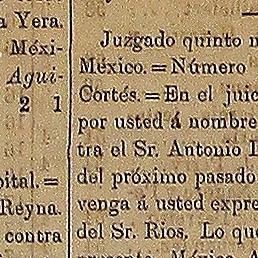 a Yera.
Méxi-
Agui-
2 1
pital.=
Reyna.
contra
Juzgado quinto
México.=Número
Cortés.=En el juic
por usted á nombre
tra el Sr. Antonio
del próximo pasado
venga á usted expre
del Sr. Rios. Lo que